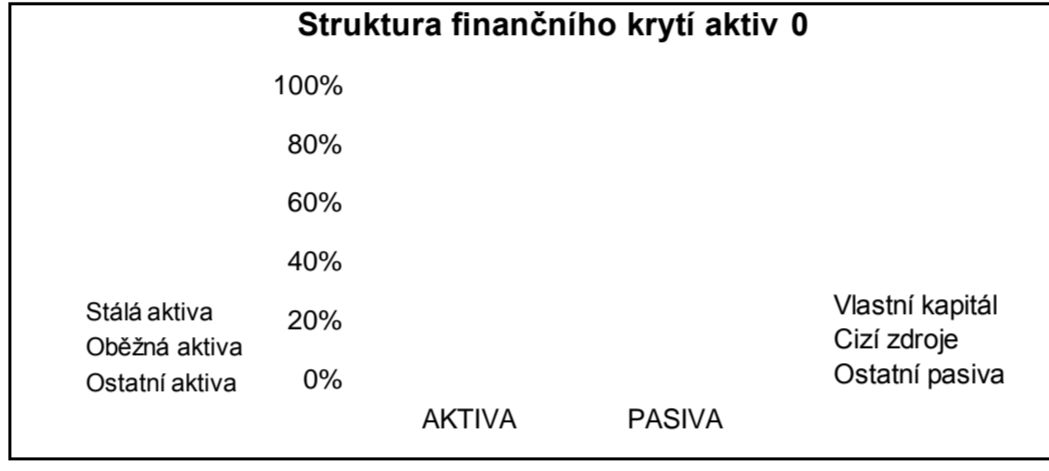 Struktura finančního krytí aktiv 0
100%
80%
60%
40%
20%
0%
Stálá aktiva
Oběžná aktiva
Ostatní aktiva
AKTIVA
PASIVA
Vlastní kapitál
Cizí zdroje
Ostatní pasiva